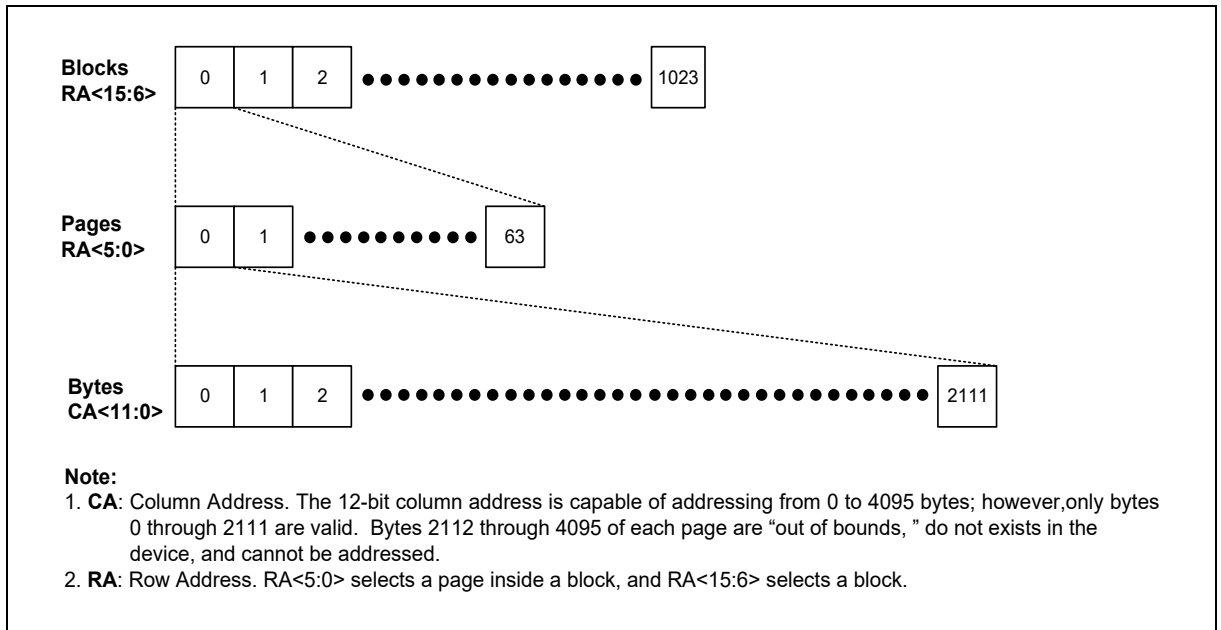 Blocks
RA<15:6>
0 1 2 1023
Pages
RA<5:0>
0 1 63
Bytes
CA<11:0>
0 1 2 2111
Note:
1. CA: Column Address. The 12-bit column address is capable of addressing from 0 to 4095 bytes; however,only bytes
0 through 2111 are valid. Bytes 2112 through 4095 of each page are “out of bounds, ” do not exists in the
device, and cannot be addressed.
2. RA: Row Address. RA<5:0> selects a page inside a block, and RA<15:6> selects a block.